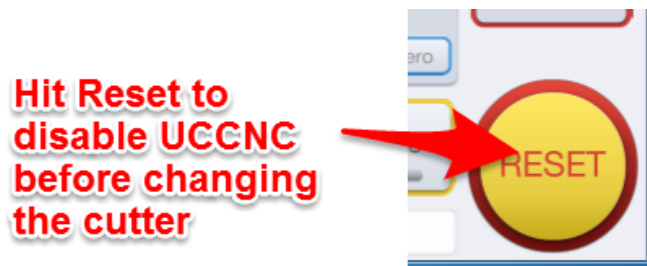 Hit Reset to
disable UCCNC
before changing
the cutter
RESET